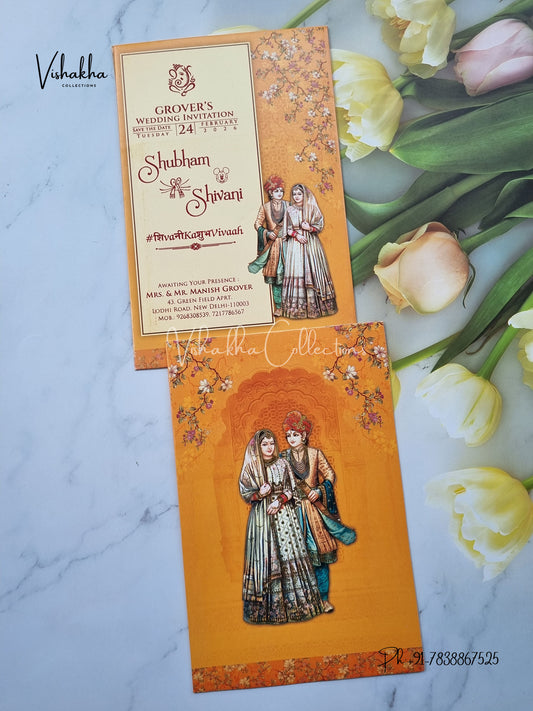 Vishakha
COLLECTIONS
GROVER'S
WEDDING INVITATION
SAVE THE DATE
TUESDAY
24
FEBRUARY
2026
Shubham
Shivani
#शिवानीKaशुभVivaah
AWAITING YOUR PRESENCE :
MRS. & MR. MANISH GROVER
43, GREEN FIELD APRT.
LODHI ROAD, NEW DELHI-110003
MOB.: 9268308539, 7217786567
Vishakha Collection
Ph +91-7838867525